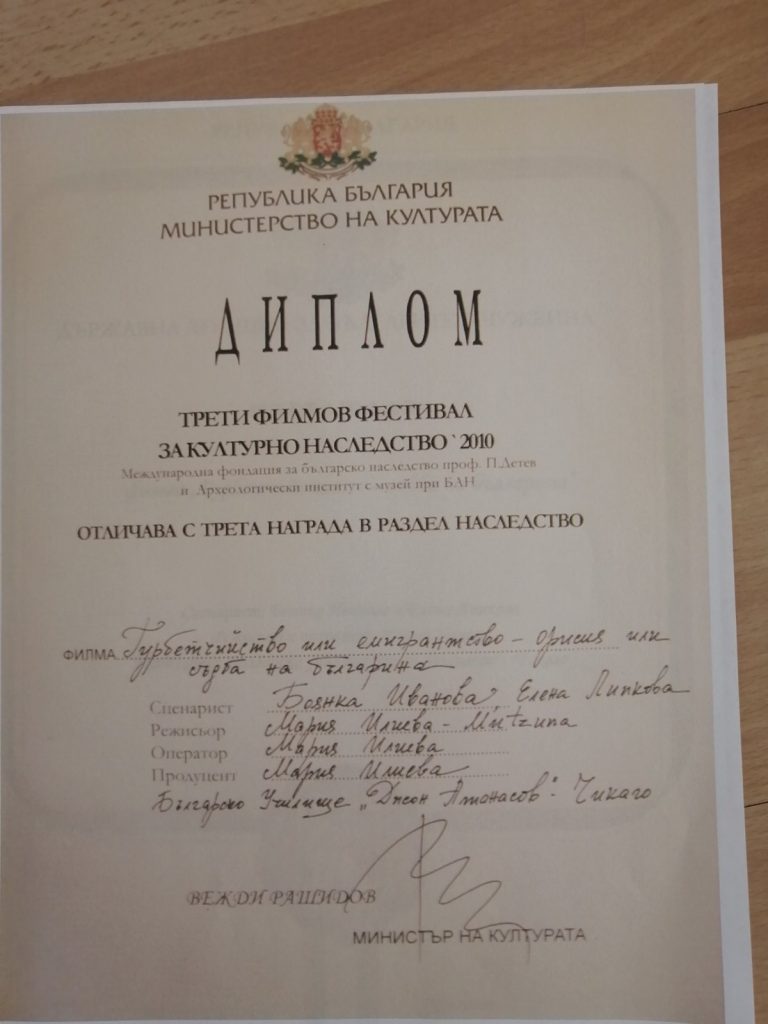 РЕПУБЛИКА БЪЛГАРИЯ
МИНИСТЕРСТВО НА КУЛТУРАТА
ДИПЛОМ
ТРЕТИ ФИЛМОВ ФЕСТИВАЛ
ЗА КУЛТУРНО НАСЛЕДСТВО`2010
Международна фондация за българско наследство проф. П.Детев
и Археологически институт с музей при БАН
ОТЛИЧАВА С ТРЕТА НАГРАДА В РАЗДЕЛ НАСЛЕДСТВО
ФИЛМА Гурбетчийство или емигрантство - орисия или
съдба на българина
Сценарист Боянка Иванова, Елена Липкова
Режисьор Мария Илиева - Mutzuna
Оператор Мария Илиева
Продуцент Мария Илиева
Българско Училище "Джон Атанасов" - Чикаго
ВЕЖДИ РАШИДОВ
МИНИСТЪР НА КУЛТУРАТА